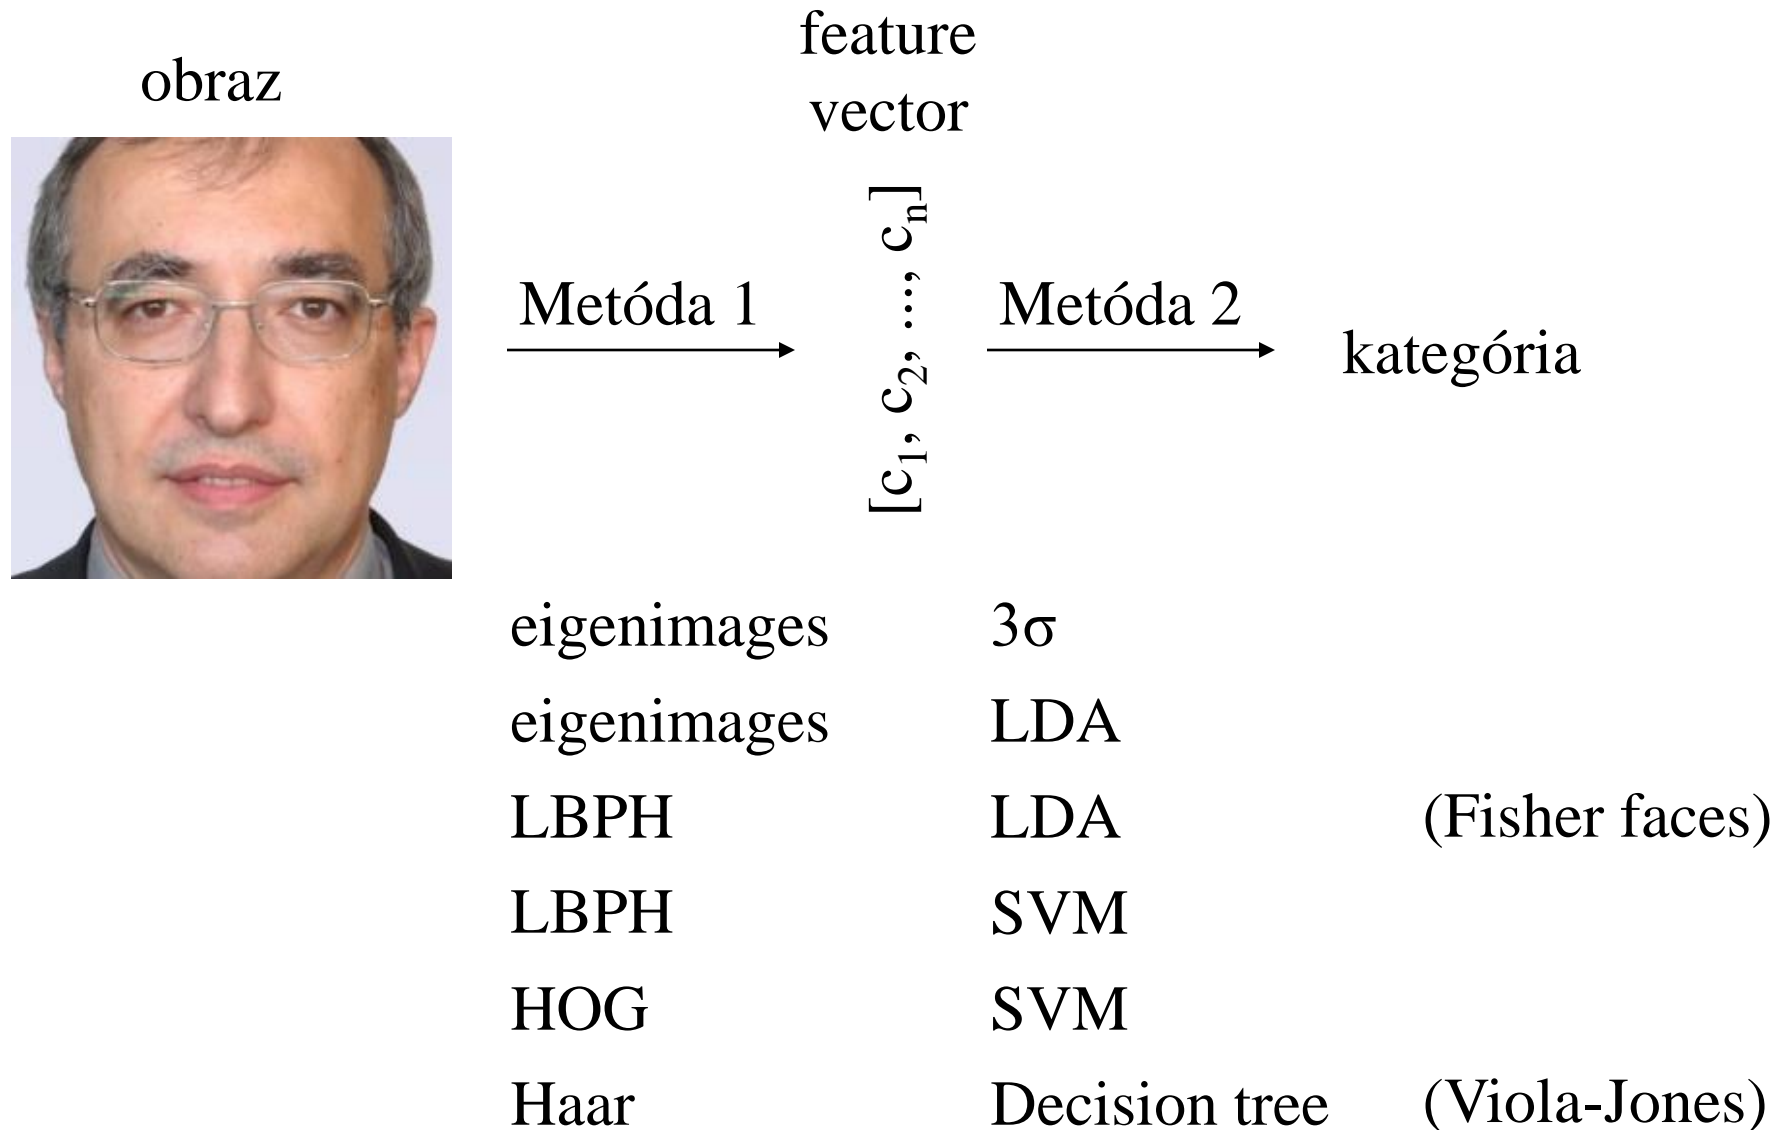 obraz
feature
vector
Metóda 1
[c₁, c₂, ..., cₙ]
Metóda 2
kategória
eigenimages 3σ
eigenimages LDA
LBPH LDA (Fisher faces)
LBPH SVM
HOG SVM
Haar Decision tree (Viola-Jones)